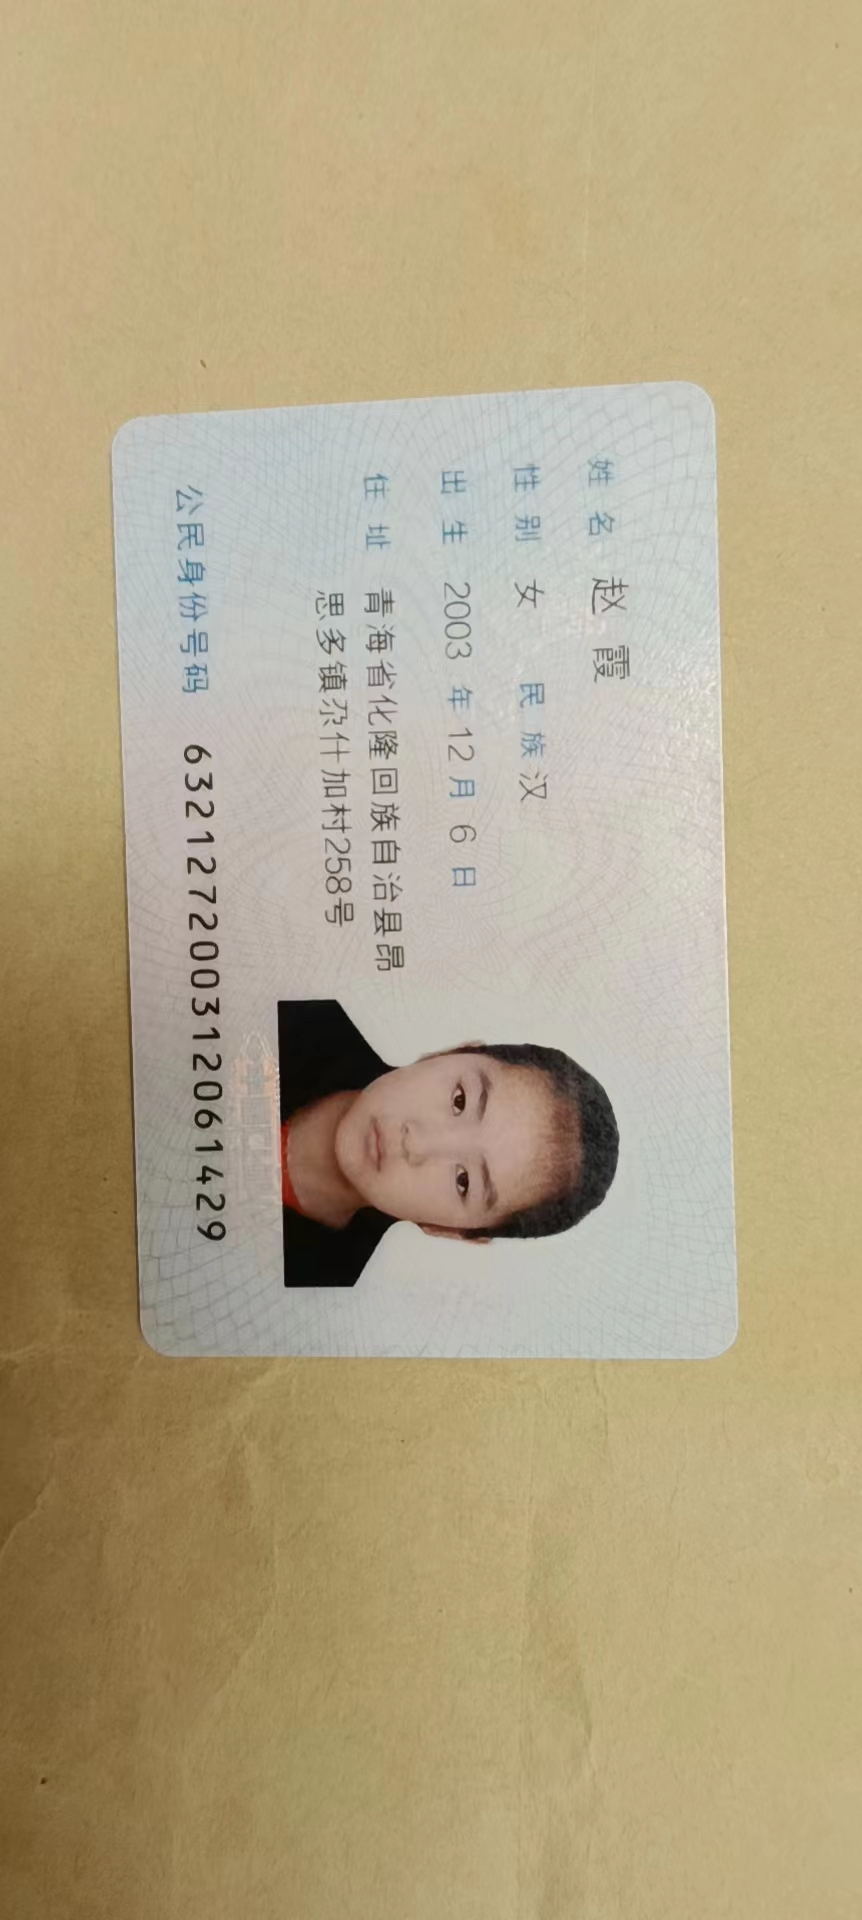 姓名 赵霞
性别 女 民族 汉
出生 2003 年 12 月 6 日
住址 青海省化隆回族自治县昂
思多镇尕什加村258号
公民身份号码 632127200312061429